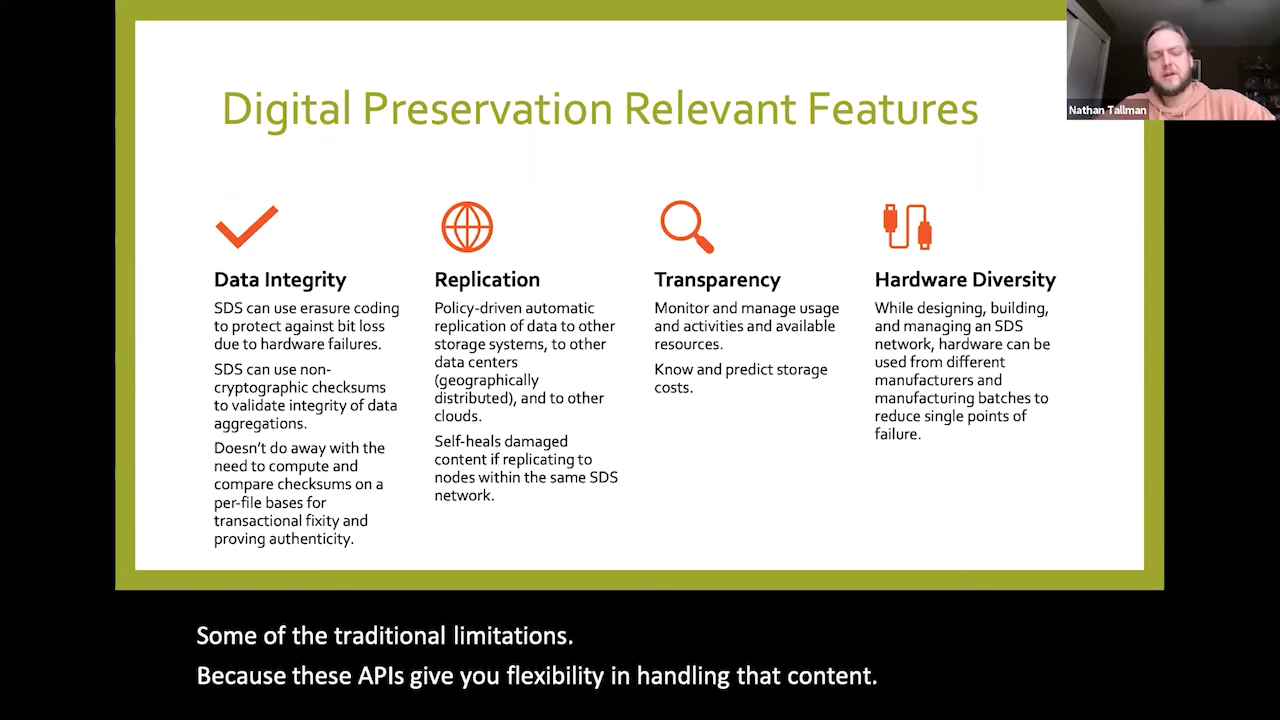 Digital Preservation Relevant Features
Nathan Tallman
Data Integrity
SDS can use erasure coding
to protect against bit loss
due to hardware failures.
SDS can use non-
cryptographic checksums
to validate integrity of data
aggregations.
Doesn't do away with the
need to compute and
compare checksums on a
per-file bases for
transactional fixity and
proving authenticity.
Replication
Policy-driven automatic
replication of data to other
storage systems, to other
data centers
(geographically
distributed), and to other
clouds.
Self-heals damaged
content if replicating to
nodes within the same SDS
network.
Transparency
Monitor and manage usage
and activities and available
resources.
Know and predict storage
costs.
Hardware Diversity
While designing, building,
and managing an SDS
network, hardware can be
used from different
manufacturers and
manufacturing batches to
reduce single points of
failure.
Some of the traditional limitations.
Because these APIs give you flexibility in handling that content.